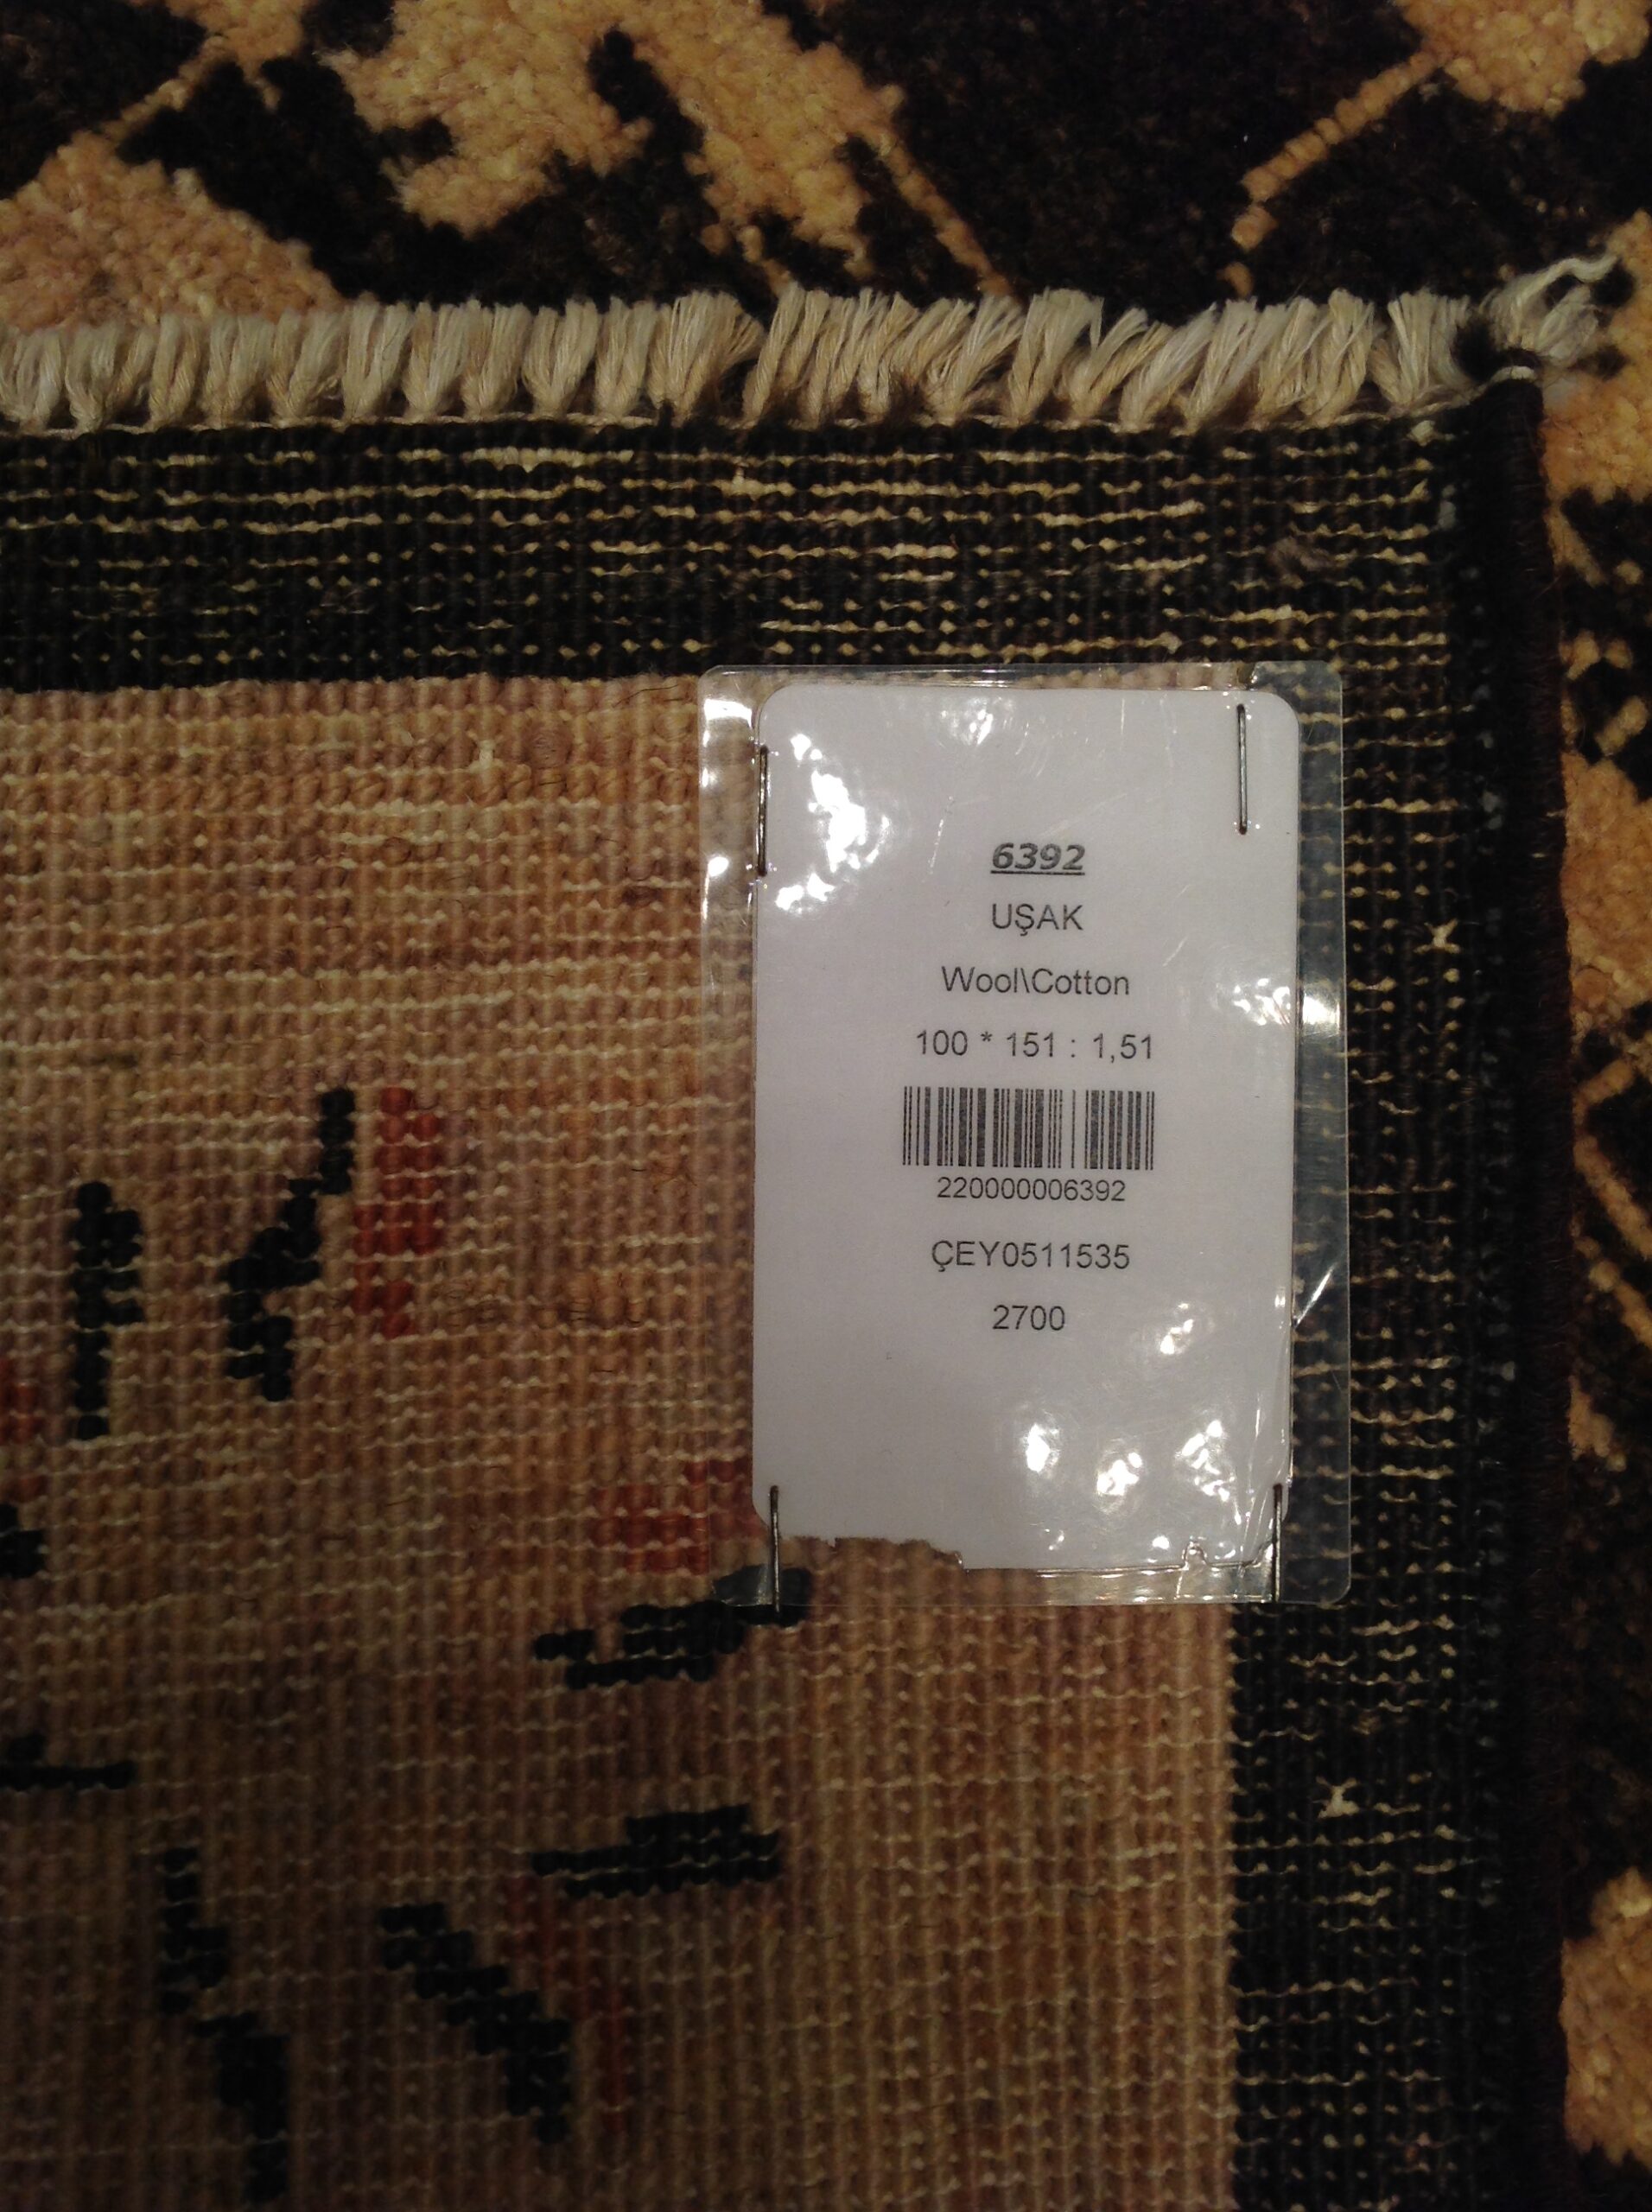 6392
UŞAK
Wool\Cotton
100 * 151 : 1,51
220000006392
ÇEY0511535
2700